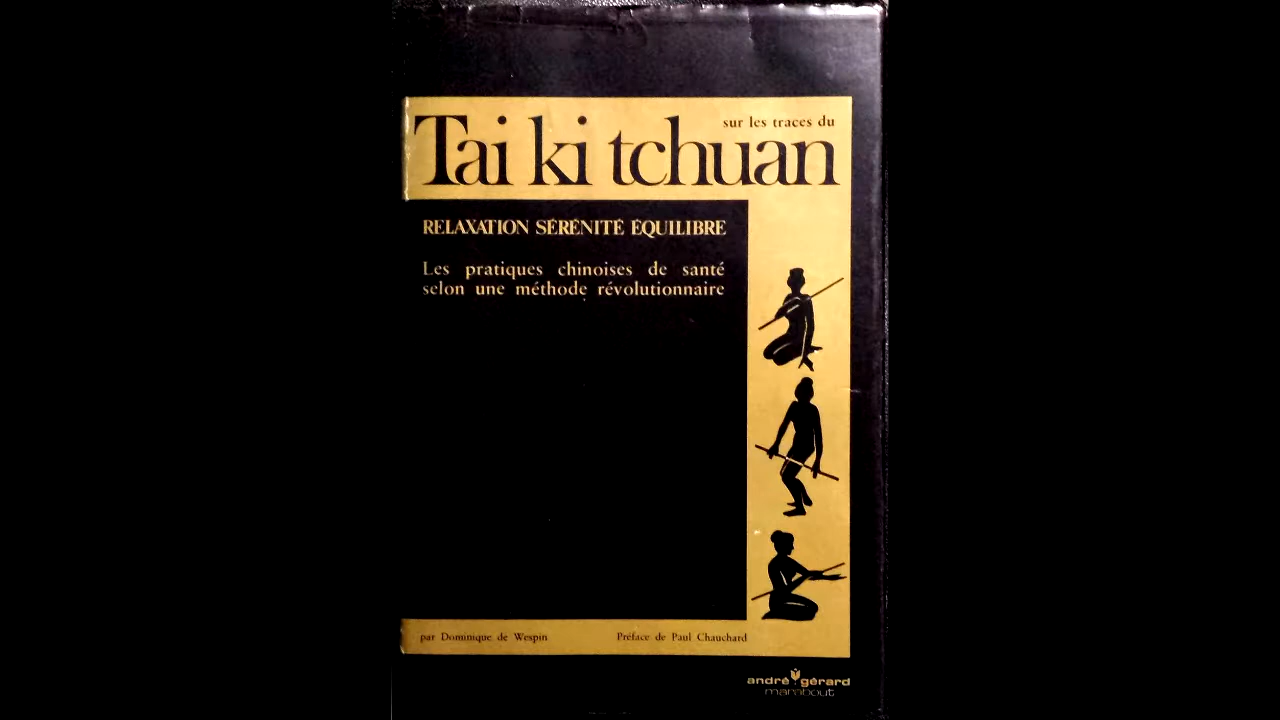 sur les traces du
Tai ki tchuan
RELAXATION SÉRÉNITÉ ÉQUILIBRE
Les pratiques chinoises de santé
selon une méthode révolutionnaire
par Dominique de Wespin
Préface de Paul Chauchard
andré gérard
marabout